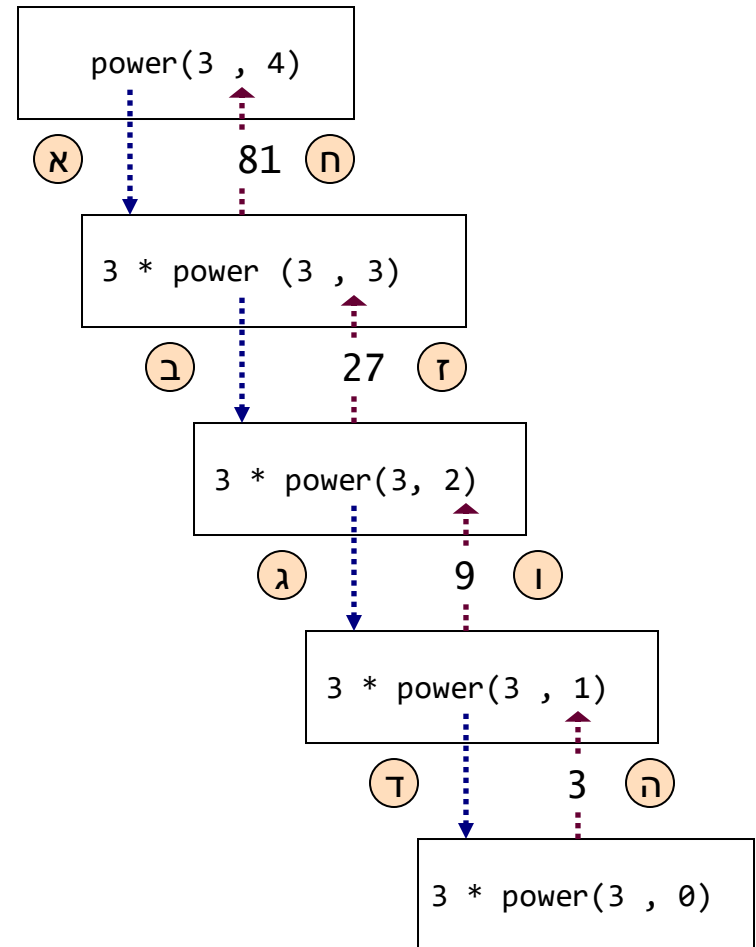 power(3 , 4)
א 81 ח
3 * power (3 , 3)
ב 27 ז
3 * power(3, 2)
ג 9 ו
3 * power(3 , 1)
ד 3 ה
3 * power(3 , 0)